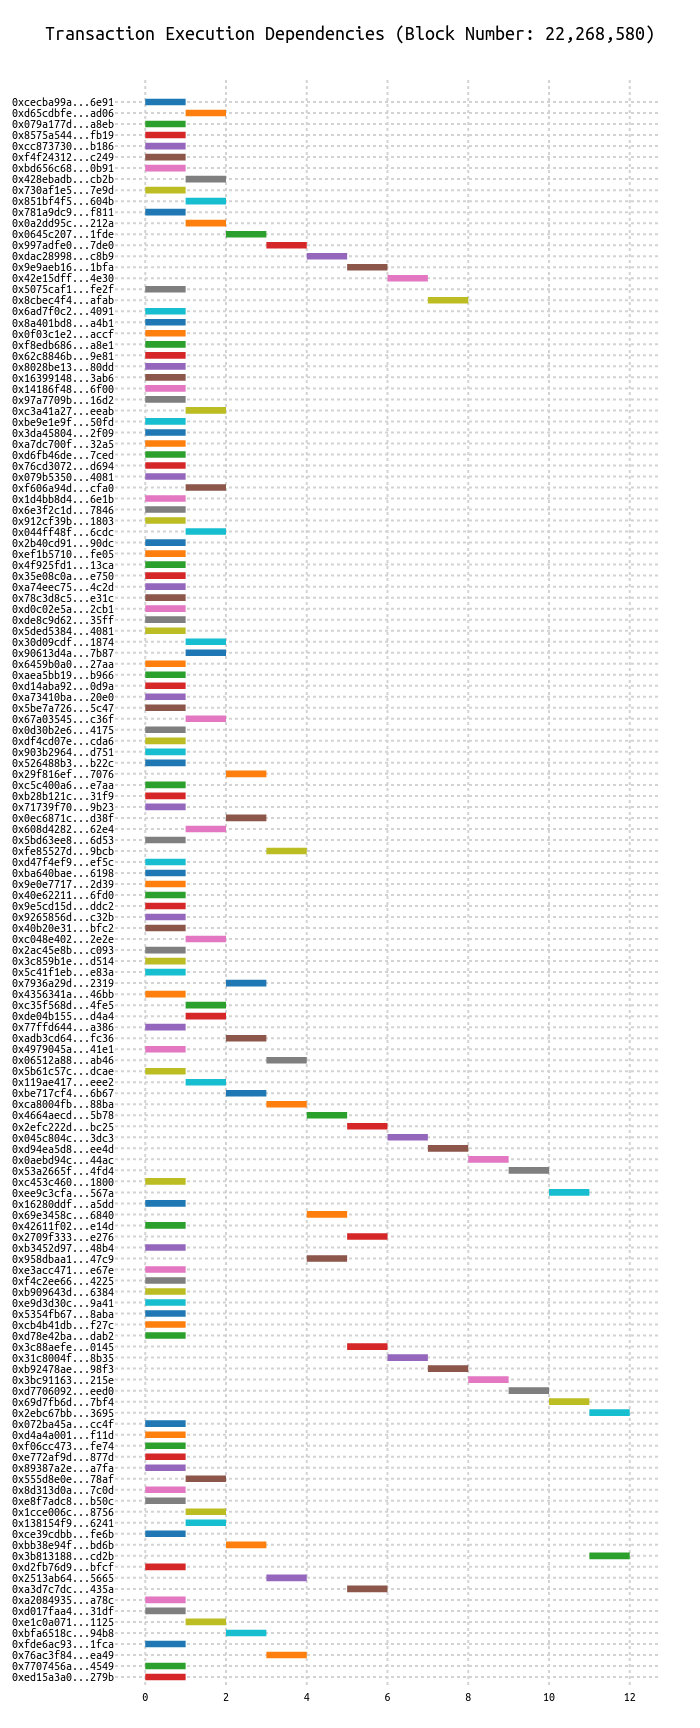 Transaction Execution Dependencies (Block Number: 22,268,580)
0xcecba99a...6e91
0xd65cdbfe...ad06
0x079a177d...a8eb
0x8575a544...fb19
0xcc873730...b186
0xf4f24312...c249
0xbd656c68...0b91
0x428ebadb...cb2b
0x730af1e5...7e9d
0x851bf4f5...604b
0x781a9dc9...f811
0x0a2dd95c...212a
0x0645c207...1fde
0x997adfe0...7de0
0xdac28998...c8b9
0x9e9aeb16...1bfa
0x42e15dff...4e30
0x5075caf1...fe2f
0x8cbec4f4...afab
0x6ad7f0c2...4091
0x8a401bd8...a4b1
0x0f03c1e2...accf
0xf8edb686...a8e1
0x62c8846b...9e81
0x8028be13...80dd
0x16399148...3ab6
0x14186f48...6f00
0x97a7709b...16d2
0xc3a41a27...eeab
0xbe9e1e9f...50fd
0x3da45804...2f09
0xa7dc700f...32a5
0xd6fb46de...7ced
0x76cd3072...d694
0x079b5350...4081
0xf606a94d...cfa0
0x1d4bb8d4...6e1b
0x6e3f2c1d...7846
0x912cf39b...1803
0x044ff48f...6cdc
0x2b40cd91...90dc
0xef1b5710...fe05
0x4f925fd1...13ca
0x35e08c0a...e750
0xa74eec75...4c2d
0x78c3d8c5...e31c
0xd0c02e5a...2cb1
0xde8c9d62...35ff
0x5ded5384...4081
0x30d09cdf...1874
0x90613d4a...7b87
0x6459b0a0...27aa
0xaea5bb19...b966
0xd14aba92...0d9a
0xa73410ba...20e0
0x5be7a726...5c47
0x67a03545...c36f
0x0d30b2e6...4175
0xdf4cd07e...cda6
0x903b2964...d751
0x526488b3...b22c
0x29f816ef...7076
0xc5c400a6...e7aa
0xb28b121c...31f9
0x71739f70...9b23
0x0ec6871c...d38f
0x608d4282...62e4
0x5bd63ee8...6d53
0xfe85527d...9bcb
0xd47f4ef9...ef5c
0xba640bae...6198
0x9e0e7717...2d39
0x40e62211...6fd0
0x9e5cd15d...ddc2
0x9265856d...c32b
0x40b20e31...bfc2
0xc048e402...2e2e
0x2ac45e8b...c093
0x3c859b1e...d514
0x5c41f1eb...e83a
0x7936a29d...2319
0x4356341a...46bb
0xc35f568d...4fe5
0xde04b155...d4a4
0x77ffd644...a386
0xadb3cd64...fc36
0x4979045a...41e1
0x06512a88...ab46
0x5b61c57c...dcae
0x119ae417...eee2
0xbe717cf4...6b67
0xca8004fb...88ba
0x4664aecd...5b78
0x2efc222d...bc25
0x045c804c...3dc3
0xd94ea5d8...ee4d
0x0aebd94c...44ac
0x53a2665f...4fd4
0xc453c460...1800
0xee9c3cfa...567a
0x16280ddf...a5dd
0x69e3458c...6840
0x42611f02...e14d
0x2709f333...e276
0xb3452d97...48b4
0x958dbaa1...47c9
0xe3acc471...e67e
0xf4c2ee66...4225
0xb909643d...6384
0xe9d3d30c...9a41
0x5354fb67...8aba
0xcb4b41db...f27c
0xd78e42ba...dab2
0x3c88aefe...0145
0x31c8004f...8b35
0xb92478ae...98f3
0x3bc91163...215e
0xd7706092...eed0
0x69d7fb6d...7bf4
0x2ebc67bb...3695
0x072ba45a...cc4f
0xd4a4a001...f11d
0xf06cc473...fe74
0xe772af9d...877d
0x89387a2e...a7fa
0x555d8e0e...78af
0x8d313d0a...7c0d
0xe8f7adc8...b50c
0x1cce006c...8756
0x138154f9...6241
0xce39cdbb...fe6b
0xbb38e94f...bd6b
0x3b813188...cd2b
0xd2fb76d9...bfcf
0x2513ab64...5665
0xa3d7c7dc...435a
0xa2084935...a78c
0xd017faa4...31df
0xe1c0a071...1125
0xbfa6518c...94b8
0xfde6ac93...1fca
0x76ac3f84...ea49
0x7707456a...4549
0xed15a3a0...279b
0 2 4 6 8 10 12